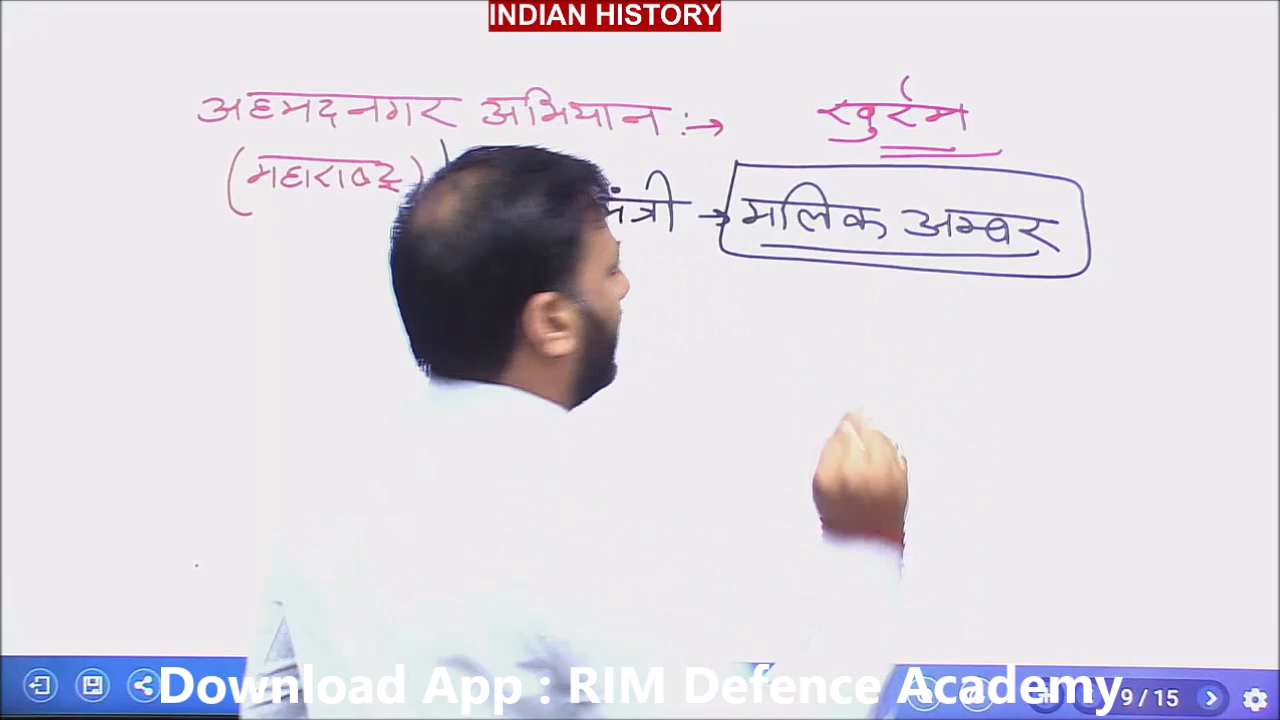 INDIAN HISTORY
अहमदनगर अभियान :→ खुर्रम
(महाराष्ट्र)
मंत्री → मलिक अम्बर
Download App : RIM Defence Academy
9/15